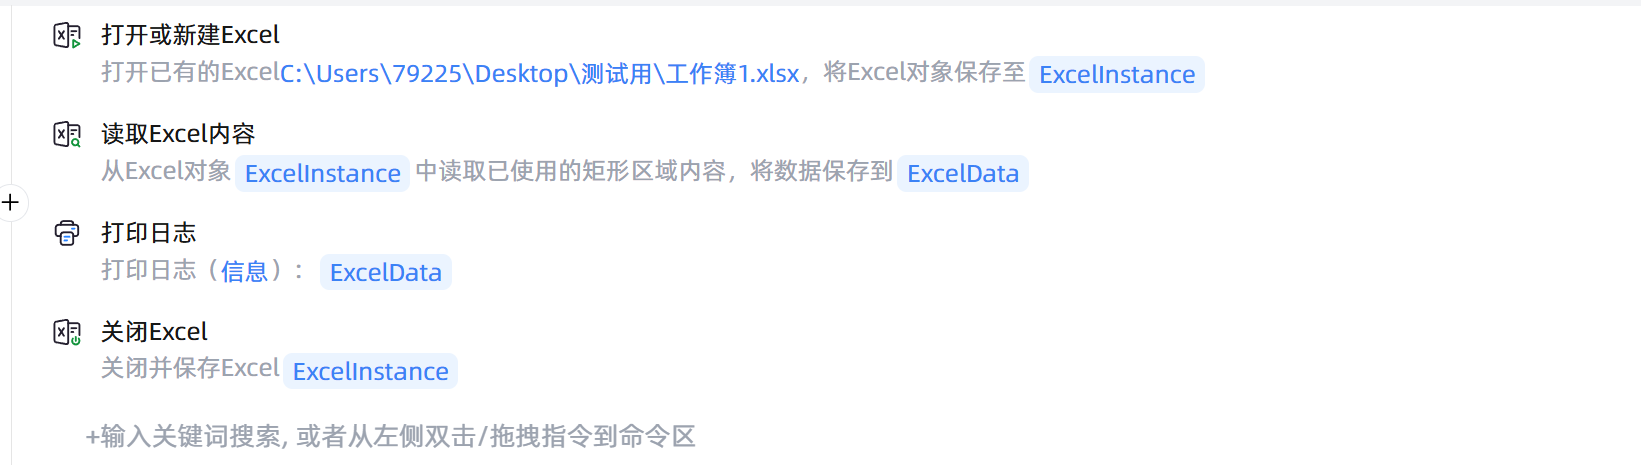 打开或新建Excel
打开已有的ExcelC:\Users\79225\Desktop\测试用\工作簿1.xlsx，将Excel对象保存至 ExcelInstance
读取Excel内容
从Excel对象 ExcelInstance 中读取已使用的矩形区域内容，将数据保存到 ExcelData
打印日志
打印日志（信息）： ExcelData
关闭Excel
关闭并保存Excel ExcelInstance
+输入关键词搜索, 或者从左侧双击/拖拽指令到命令区